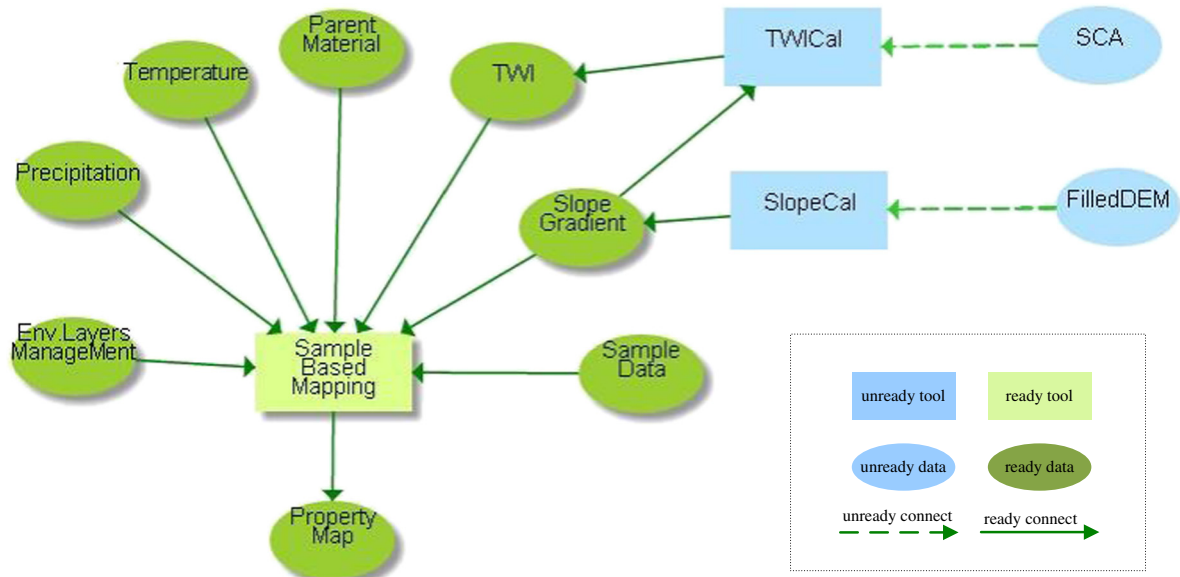 Parent
Material
Temperature
TWI
TWICal
SCA
Precipitation
Slope
Gradient
SlopeCal
FilledDEM
Env.Layers
ManageMent
Sample
Based
Mapping
Sample
Data
Property
Map
unready tool
ready tool
unready data
ready data
unready connect
ready connect